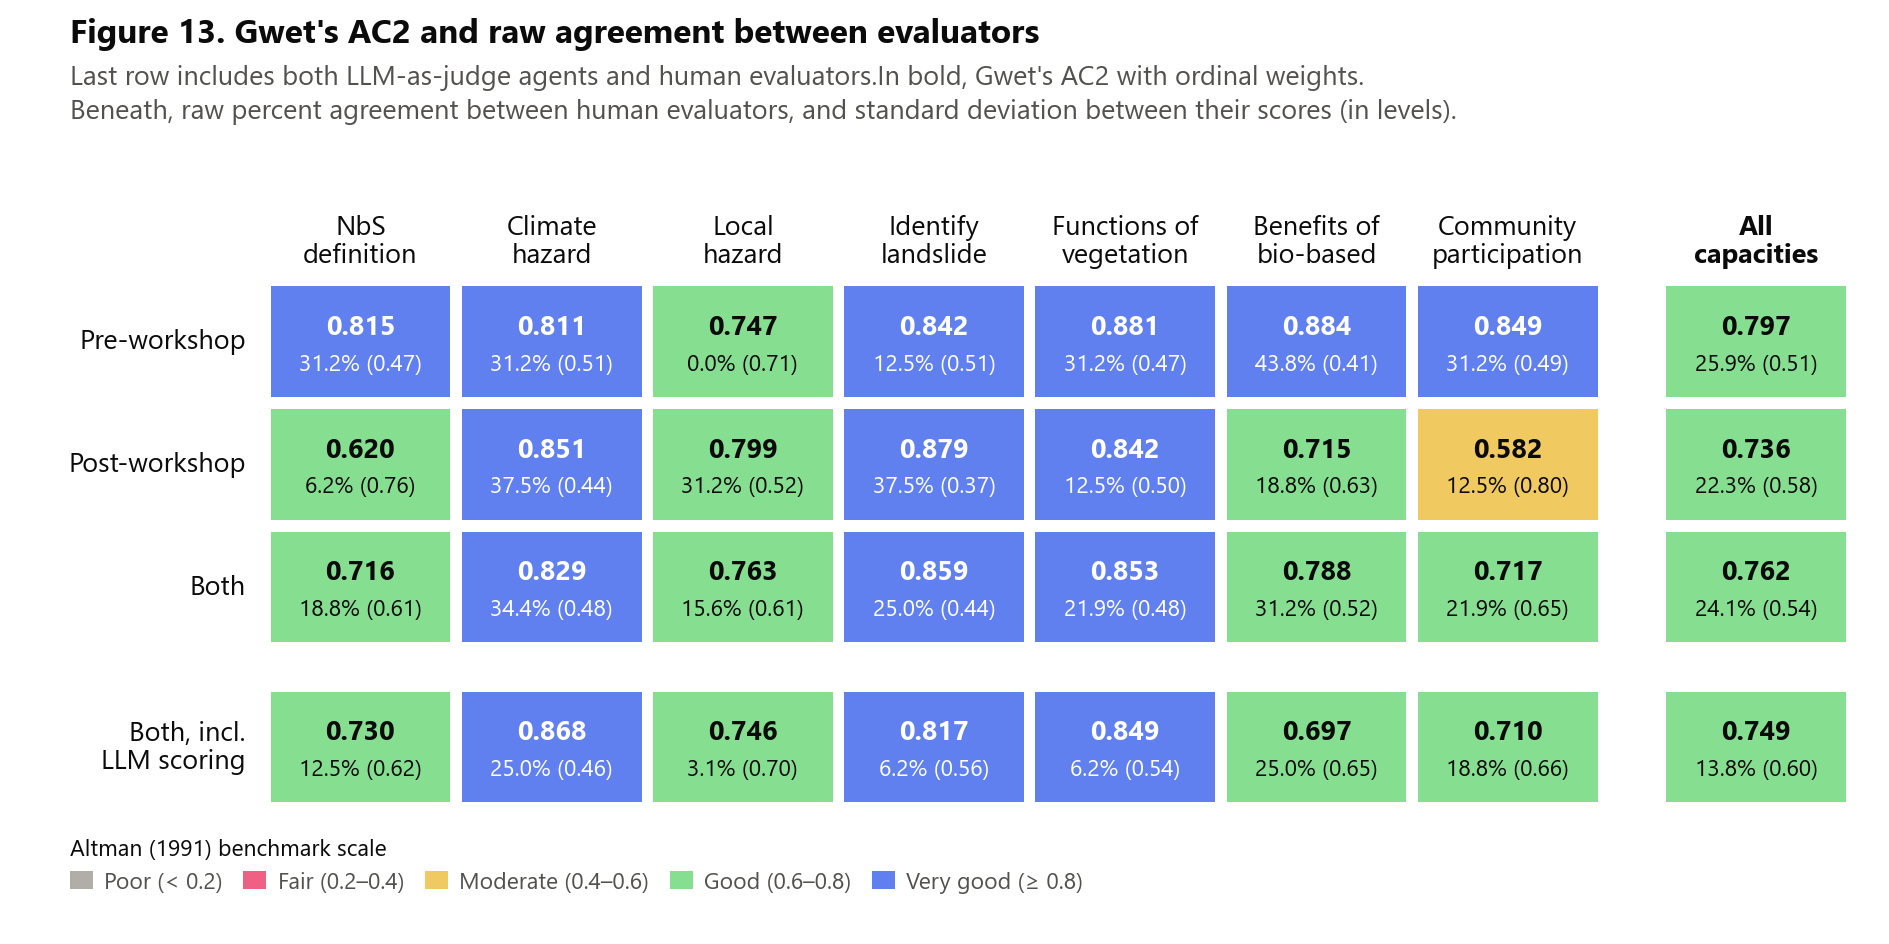 Figure 13. Gwet's AC2 and raw agreement between evaluators
Last row includes both LLM-as-judge agents and human evaluators.In bold, Gwet's AC2 with ordinal weights.
Beneath, raw percent agreement between human evaluators, and standard deviation between their scores (in levels).
NbS definition
Climate hazard
Local hazard
Identify landslide
Functions of vegetation
Benefits of bio-based
Community participation
All capacities
Pre-workshop
0.815 0.811 0.747 0.842 0.881 0.884 0.849 0.797
31.2% (0.47) 31.2% (0.51) 0.0% (0.71) 12.5% (0.51) 31.2% (0.47) 43.8% (0.41) 31.2% (0.49) 25.9% (0.51)
Post-workshop
0.620 0.851 0.799 0.879 0.842 0.715 0.582 0.736
6.2% (0.76) 37.5% (0.44) 31.2% (0.52) 37.5% (0.37) 12.5% (0.50) 18.8% (0.63) 12.5% (0.80) 22.3% (0.58)
Both
0.716 0.829 0.763 0.859 0.853 0.788 0.717 0.762
18.8% (0.61) 34.4% (0.48) 15.6% (0.61) 25.0% (0.44) 21.9% (0.48) 31.2% (0.52) 21.9% (0.65) 24.1% (0.54)
Both, incl.
LLM scoring
0.730 0.868 0.746 0.817 0.849 0.697 0.710 0.749
12.5% (0.62) 25.0% (0.46) 3.1% (0.70) 6.2% (0.56) 6.2% (0.54) 25.0% (0.65) 18.8% (0.66) 13.8% (0.60)
Altman (1991) benchmark scale
Poor (< 0.2) Fair (0.2–0.4) Moderate (0.4–0.6) Good (0.6–0.8) Very good (≥ 0.8)